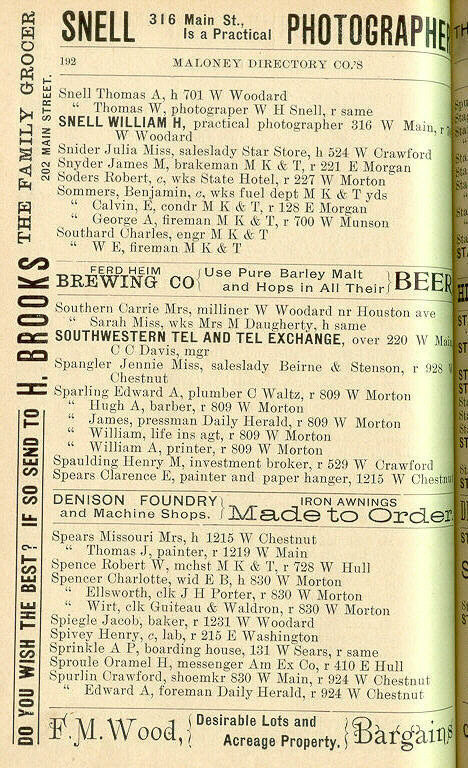 SNELL 316 Main St., Is a Practical PHOTOGRAPHER
192 MALONEY DIRECTORY CO.'S
Snell Thomas A, h 701 W Woodard
“ Thomas W, photograper W H Snell, r same
SNELL WILLIAM H, practical photographer 316 W Main, r
W Woodard
Snider Julia Miss, saleslady Star Store, h 524 W Crawford
Snyder James M, brakeman M K & T, r 221 E Morgan
Soders Robert, c, wks State Hotel, r 227 W Morton
Sommers, Benjamin, c, wks fuel dept M K & T yds
“ Calvin, E, condr M K & T, r 128 E Morgan
“ George A, fireman M K & T, r 700 W Munson
Southard Charles, engr M K & T
“ W E, fireman M K & T
FERD HEIM BREWING CO { Use Pure Barley Malt and Hops in All Their } BEER
Southern Carrie Mrs, milliner W Woodard nr Houston ave
“ Sarah Miss, wks Mrs M Daugherty, h same
SOUTHWESTERN TEL AND TEL EXCHANGE, over 220 W Main
C C Davis, mgr
Spangler Jennie Miss, saleslady Beirne & Stenson, r 928 W
Chestnut
Sparling Edward A, plumber C Waltz, r 809 W Morton
“ Hugh A, barber, r 809 W Morton
“ James, pressman Daily Herald, r 809 W Morton
“ William, life ins agt, r 809 W Morton
“ William A, printer, r 809 W Morton
Spaulding Henry M, investment broker, r 529 W Crawford
Spears Clarence E, painter and paper hanger, 1215 W Chestnut
DENISON FOUNDRY and Machine Shops. } IRON AWNINGS Made to Order.
Spears Missouri Mrs, h 1215 W Chestnut
“ Thomas J, painter, r 1219 W Main
Spence Robert W, mchst M K & T, r 728 W Hull
Spencer Charlotte, wid E B, h 830 W Morton
“ Ellsworth, clk J H Porter, r 830 W Morton
“ Wirt, clk Guiteau & Waldron, r 830 W Morton
Spiegle Jacob, baker, r 1231 W Woodard
Spivey Henry, c, lab, r 215 E Washington
Sprinkle A P, boarding house, 131 W Sears, r same
Sproule Oramel H, messenger Am Ex Co, r 410 E Hull
Spurlin Crawford, shoemkr 830 W Main, r 924 W Chestnut
“ Edward A, foreman Daily Herald, r 924 W Chestnut
F. M. Wood, { Desirable Lots and Acreage Property. } Bargains
DO YOU WISH THE BEST? IF SO SEND TO H. BROOKS THE FAMILY GROCER
202 MAIN STREET.